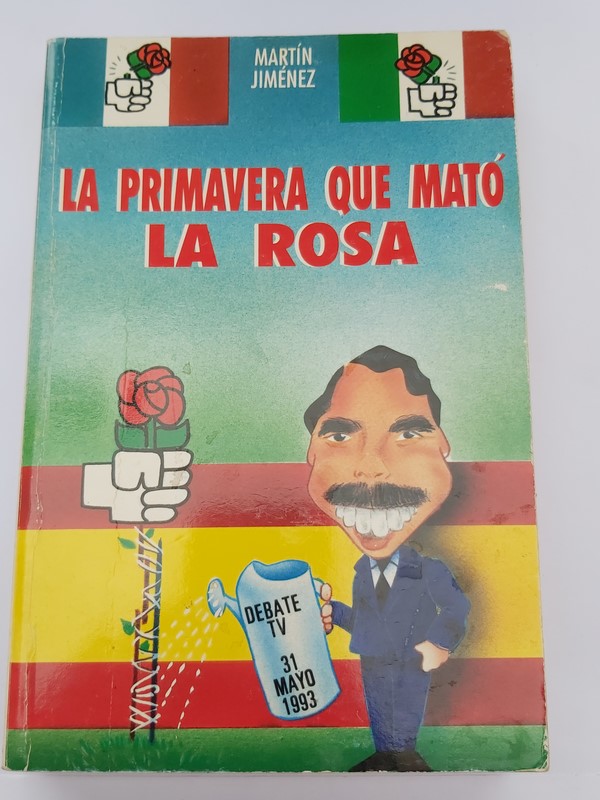 MARTÍN
JIMÉNEZ
LA PRIMAVERA QUE MATÓ
LA ROSA
DEBATE
TV
31
MAYO
1993